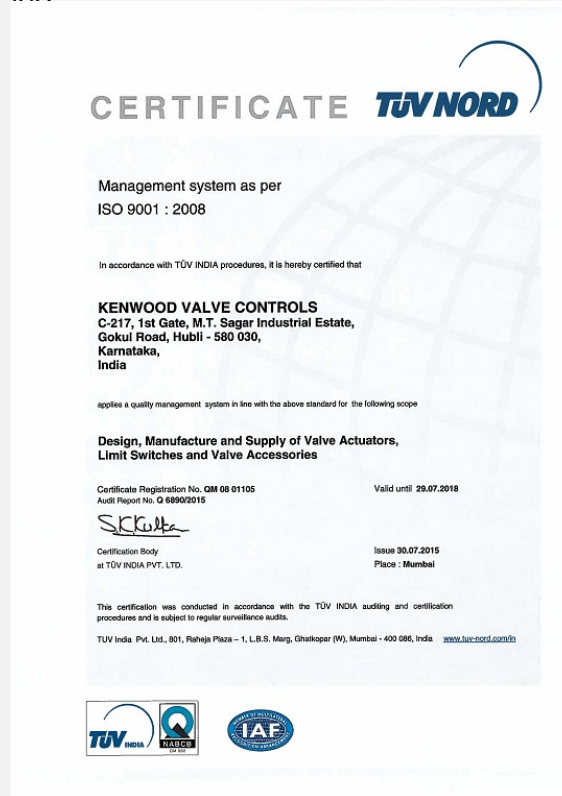 CERTIFICATE TÜV NORD
Management system as per
ISO 9001 : 2008
In accordance with TÜV INDIA procedures, it is hereby certified that
KENWOOD VALVE CONTROLS
C-217, 1st Gate, M.T. Sagar Industrial Estate,
Gokul Road, Hubli - 580 030,
Karnataka,
India
applies a quality management system in line with the above standard for the following scope
Design, Manufacture and Supply of Valve Actuators,
Limit Switches and Valve Accessories
Certificate Registration No. QM 08 01105 Valid until 29.07.2018
Audit Report No. Q 6890/2015
S.K.Kulka
Certification Body Issue 30.07.2015
at TÜV INDIA PVT. LTD. Place : Mumbai
This certification was conducted in accordance with the TÜV INDIA auditing and certification
procedures and is subject to regular surveillance audits.
TUV India Pvt. Ltd., 801, Raheja Plaza – 1, L.B.S. Marg, Ghatkopar (W), Mumbai - 400 086, India www.tuv-nord.com/in
TÜV INDIA
NABCB
MEMBER OF MULTILATERAL
IAF
RECOGNITION ARRANGEMENT